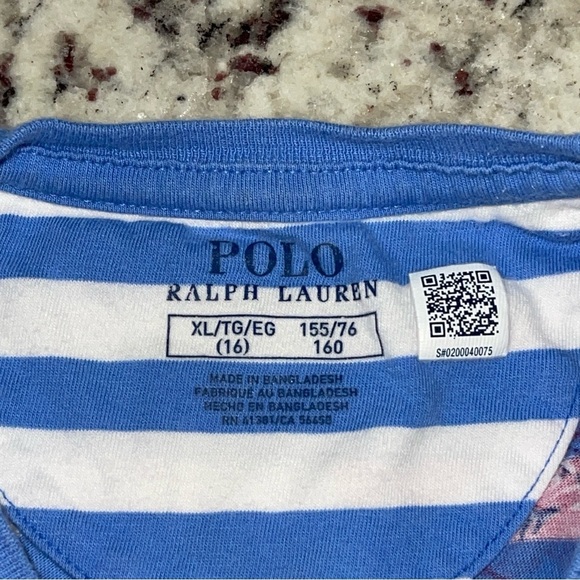 POLO
RALPH LAUREN
XL/TG/EG 155/76
(16) 160
S#0200040075
MADE IN BANGLADESH
FABRIQUÉ AU BANGLADESH
HECHO EN BANGLADESH
RN 41381/CA 56450